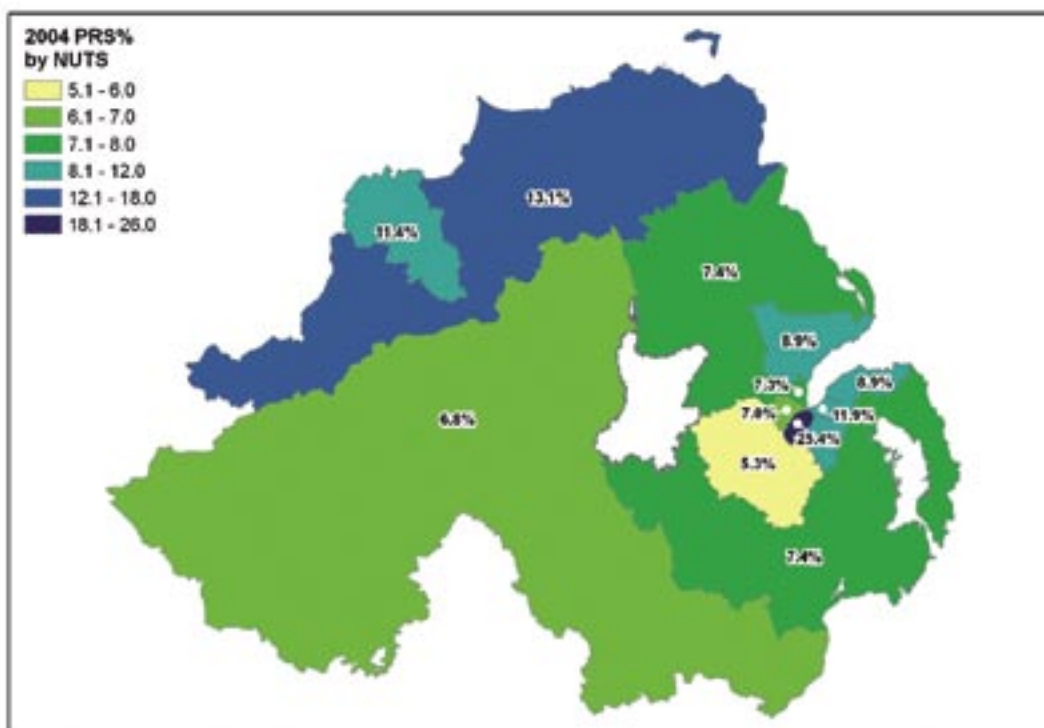 2004 PRS%
by NUTS
5.1 - 6.0
6.1 - 7.0
7.1 - 8.0
8.1 - 12.0
12.1 - 18.0
18.1 - 26.0
13.1%
11.4%
7.4%
8.9%
7.3%
8.9%
6.8%
7.0%
11.9%
25.4%
5.3%
7.4%